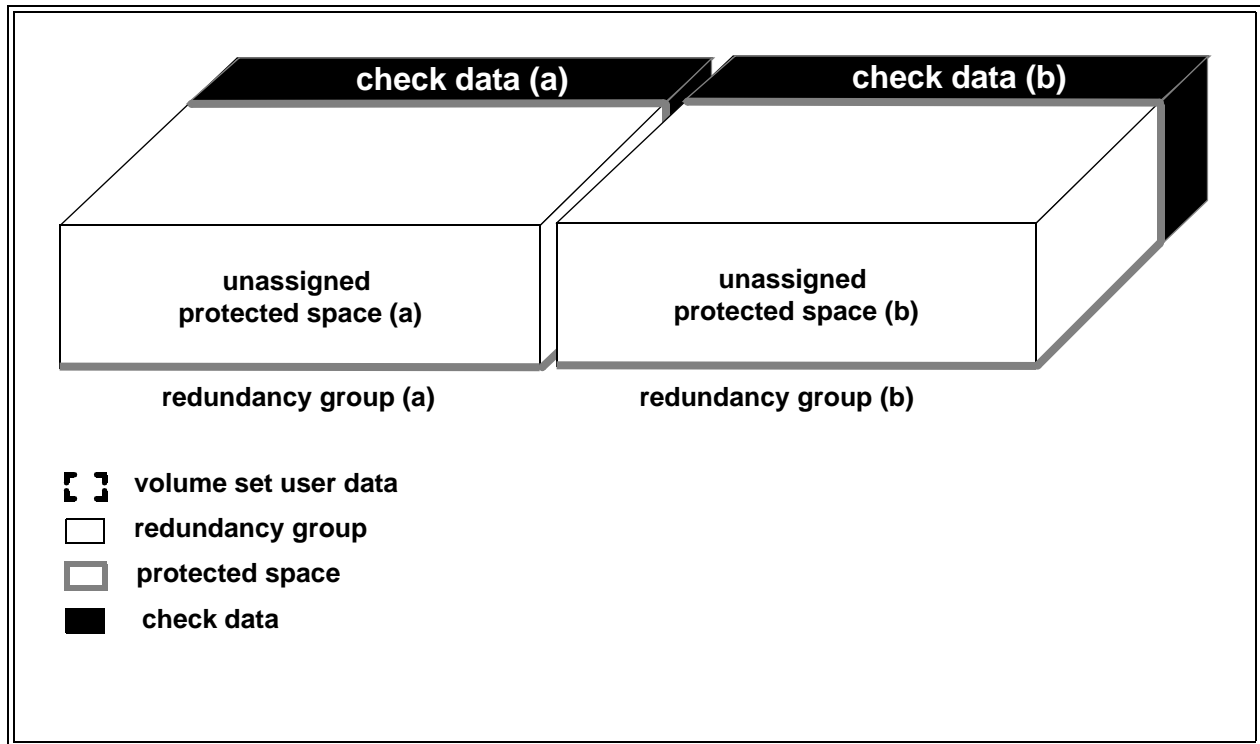 check data (a)
check data (b)
unassigned
protected space (a)
unassigned
protected space (b)
redundancy group (a)
redundancy group (b)
volume set user data
redundancy group
protected space
check data